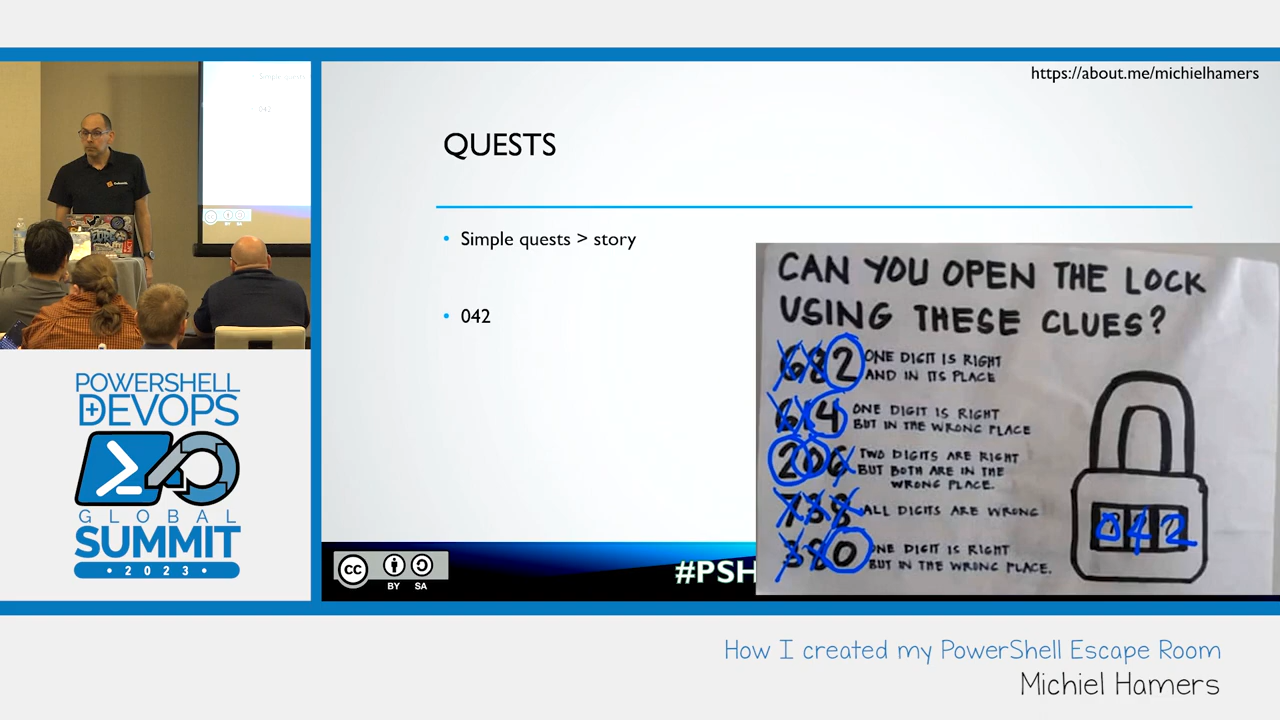 https://about.me/michielhamers
QUESTS
• Simple quests > story
• 042
CAN YOU OPEN THE LOCK
USING THESE CLUES?
682 ONE DIGIT IS RIGHT
AND IN ITS PLACE
614 ONE DIGIT IS RIGHT
BUT IN THE WRONG PLACE
206 TWO DIGITS ARE RIGHT
BUT BOTH ARE IN THE
WRONG PLACE.
738 ALL DIGITS ARE WRONG
380 ONE DIGIT IS RIGHT
BUT IN THE WRONG PLACE.
042
cc
BY SA
#PSH
POWERSHELL
+DEVOPS
GLOBAL
SUMMIT
• 2023 •
How I created my PowerShell Escape Room
Michiel Hamers